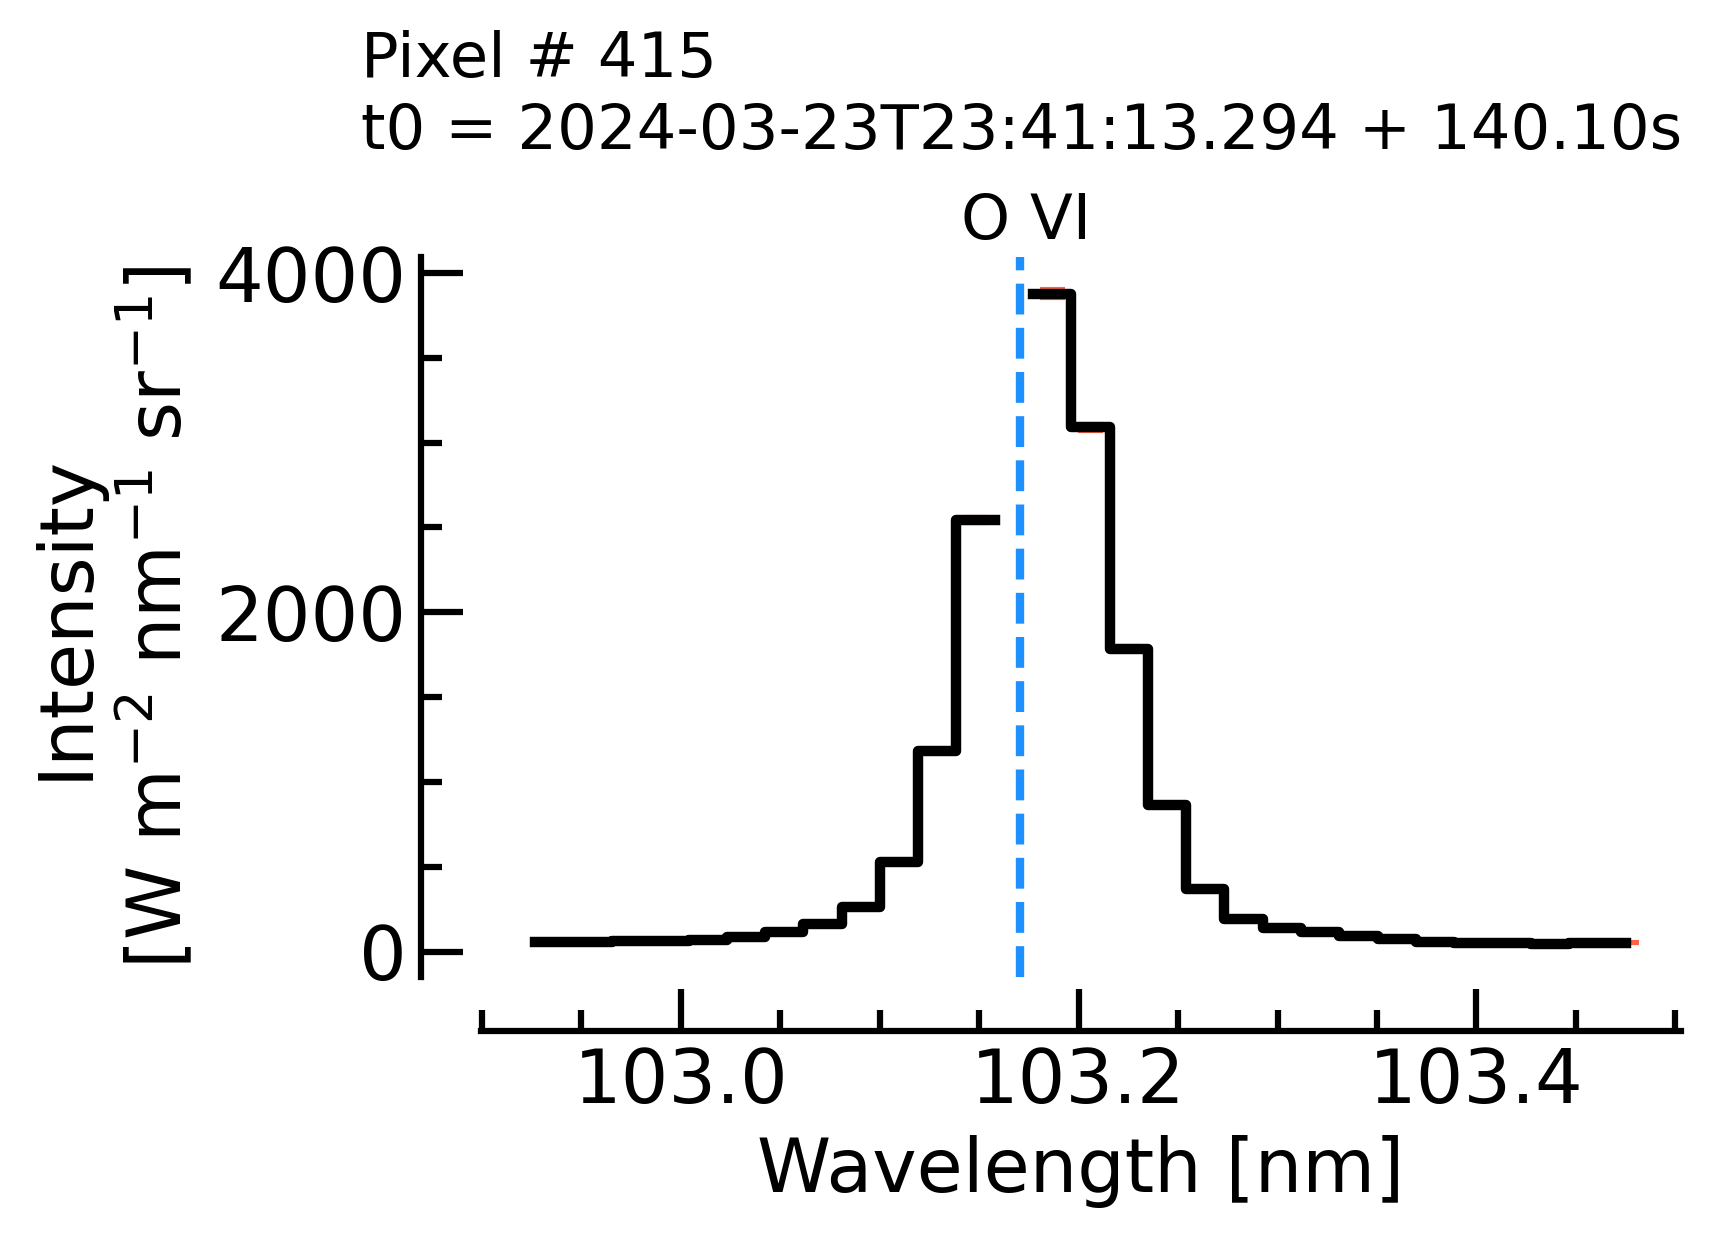 Pixel # 415
t0 = 2024-03-23T23:41:13.294 + 140.10s
O VI
4000
2000
0
Intensity
[W m⁻² nm⁻¹ sr⁻¹]
103.0 103.2 103.4
Wavelength [nm]